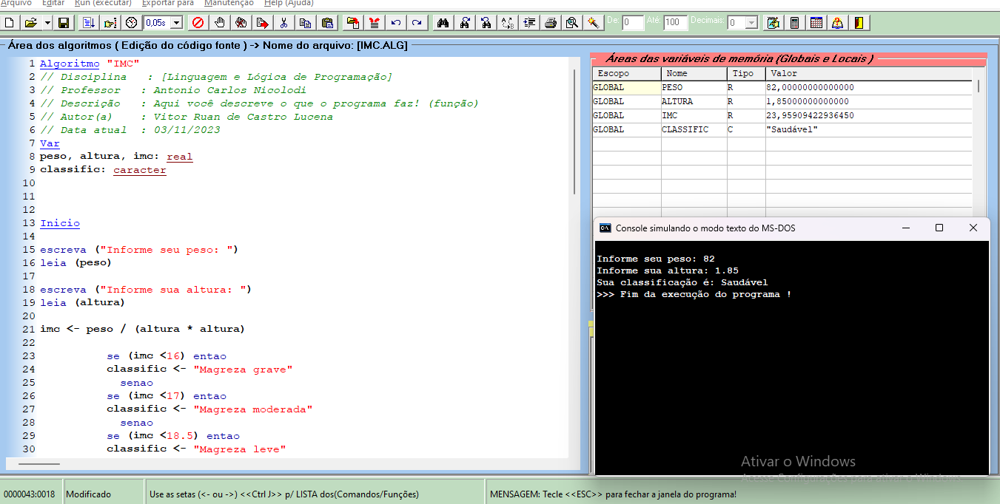 Arquivo Editar Run (executar) Exportar para Manutenção Help (Ajuda)
0,05s De: 0 Até: 100 Decimais: 0
Área dos algoritmos ( Edição do código fonte ) -> Nome do arquivo: [IMC.ALG]
1 Algoritmo "IMC"
2 // Disciplina   : [Linguagem e Lógica de Programação]
3 // Professor   : Antonio Carlos Nicolodi
4 // Descrição   : Aqui você descreve o que o programa faz! (função)
5 // Autor(a)    : Vitor Ruan de Castro Lucena
6 // Data atual  : 03/11/2023
7 Var
8 peso, altura, imc: real
9 classific: caracter
10
11
12
13 Inicio
14
15 escreva ("Informe seu peso: ")
16 leia (peso)
17
18 escreva ("Informe sua altura: ")
19 leia (altura)
20
21 imc <- peso / (altura * altura)
22
23 se (imc <16) entao
24 classific <- "Magreza grave"
25 senao
26 se (imc <17) entao
27 classific <- "Magreza moderada"
28 senao
29 se (imc <18.5) entao
30 classific <- "Magreza leve"
Áreas das variáveis de memória (Globais e Locais )
Escopo Nome Tipo Valor
GLOBAL PESO R 82,00000000000000
GLOBAL ALTURA R 1,850000000000000
GLOBAL IMC R 23,95909422936450
GLOBAL CLASSIFIC C "Saudável"
Console simulando o modo texto do MS-DOS
Informe seu peso: 82
Informe sua altura: 1.85
Sua classificação é: Saudável
>>> Fim da execução do programa !
Ativar o Windows
Acesse Configurações para ativar o Windows.
0000043:0018 Modificado Use as setas (<- ou ->) <<Ctrl J>> p/ LISTA dos(Comandos/Funções) MENSAGEM: Tecle <<ESC>> para fechar a janela do programa!